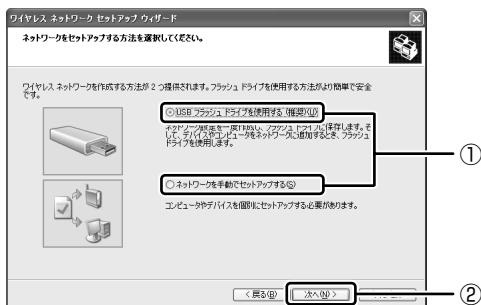 ワイヤレス ネットワーク セットアップ ウィザード
ネットワークをセットアップする方法を選択してください。
ワイヤレス ネットワークを作成する方法が 2 つ提供されます。フラッシュ ドライブを使用する方法がより簡単で安全
です。
USB フラッシュ ドライブを使用する (推奨)(U)
ネットワーク設定を一度作成し、フラッシュ ドライブに保存します。そ
して、デバイスやコンピュータをネットワークに追加するとき、フラッシュ
ドライブを使用します。
①
ネットワークを手動でセットアップする(S)
コンピュータやデバイスを個別にセットアップする必要があります。
< 戻る(B)
次へ(N) >
②